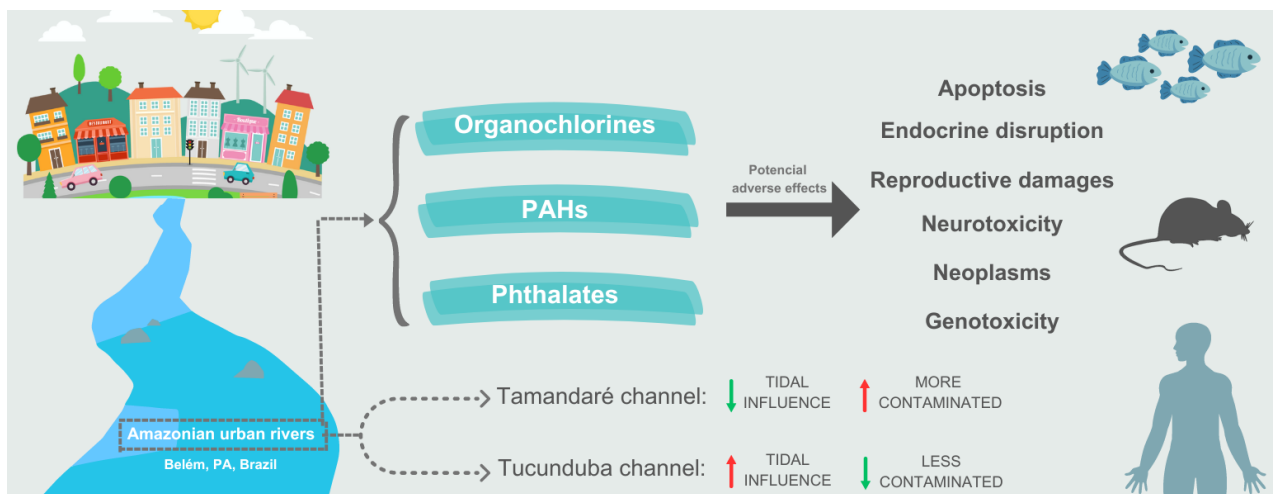 Organochlorines
PAHs
Phthalates
Potencial
adverse effects
Apoptosis
Endocrine disruption
Reproductive damages
Neurotoxicity
Neoplasms
Genotoxicity
Amazonian urban rivers
Belém, PA, Brazil
Tamandaré channel:
TIDAL
INFLUENCE
MORE
CONTAMINATED
Tucunduba channel:
TIDAL
INFLUENCE
LESS
CONTAMINATED